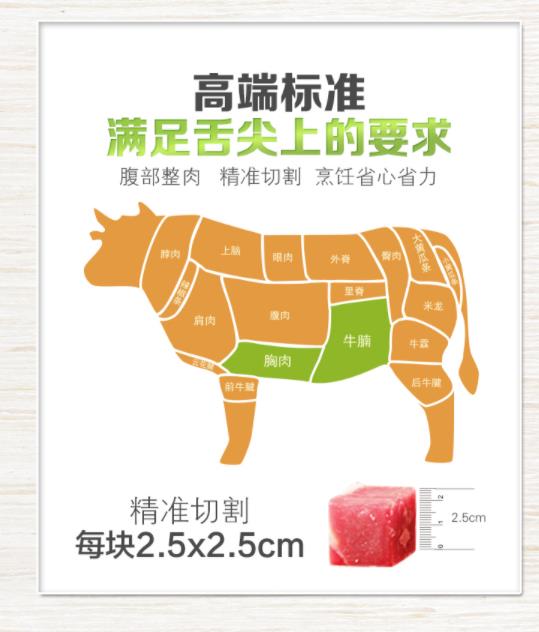 高端标准
满足舌尖上的要求
腹部整肉 精准切割 烹饪省心省力
脖肉
上脑
眼肉
外脊
臀肉
大黄瓜条
小黄瓜条
辣椒条
肩肉
腹肉
里脊
米龙
牛腩
牛霖
胸肉
前牛腱
后牛腱
精准切割
每块2.5x2.5cm
2
1
0
2.5cm